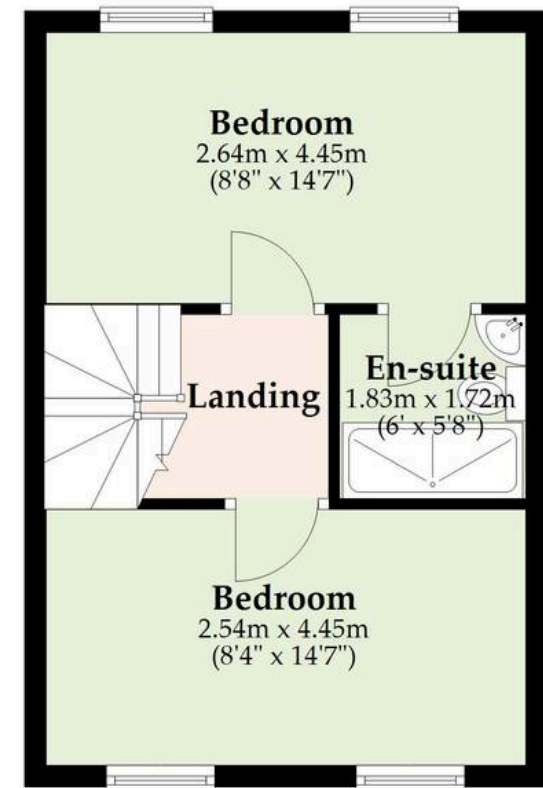 Bedroom
2.64m x 4.45m
(8'8" x 14'7")
En-suite
1.83m x 1.72m
(6' x 5'8")
Landing
Bedroom
2.54m x 4.45m
(8'4" x 14'7")